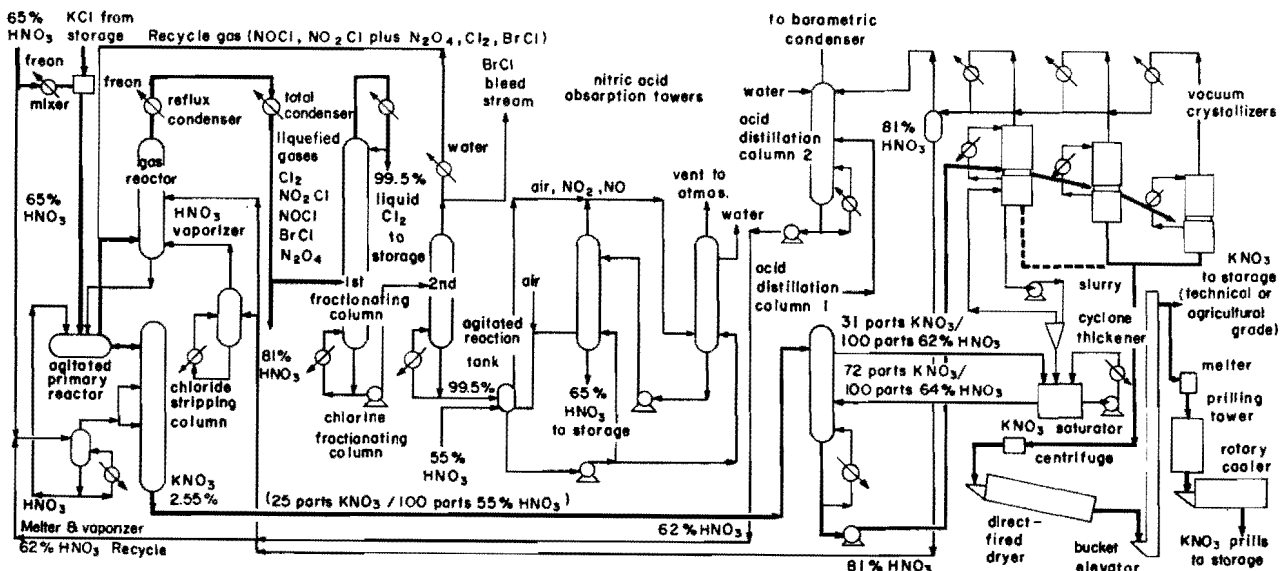 65%
HNO₃
KCl from
storage
Recycle gas (NOCl, NO₂Cl plus N₂O₄, Cl₂, BrCl)
freon
mixer
freon
reflux
condenser
total
condenser
gas
reactor
liquefied
gases
Cl₂
NO₂Cl
NOCl
BrCl
N₂O₄
65%
HNO₃
HNO₃
vaporizer
99.5%
liquid
Cl₂
to
storage
water
BrCl
bleed
stream
nitric acid
absorption towers
air, NO₂, NO
vent to
atmos.
water
to barametric
condenser
water
acid
distillation
column 2
81%
HNO₃
vacuum
crystallizers
1st
fractionating
column
2nd
air
agitated reaction
tank
99.5%
acid
distillation
column 1
slurry
KNO₃
to starage
(technical or
agricultural
grade)
agitated
primary
reactor
chloride
stripping
column
81%
HNO₃
chlorine
fractionating
column
55%
HNO₃
65%
HNO₃
to storage
31 parts KNO₃/
100 parts 62% HNO₃
72 parts KNO₃/
100 parts 64% HNO₃
cyclone
thickener
KNO₃ saturator
melter
prilling
tower
centrifuge
rotary
cooler
HNO₃
KNO₃
2.55%
(25 parts KNO₃ /100 parts 55% HNO₃)
Melter & vaponzer
62% HNO₃ Recycle
62% HNO₃
81% HNO₃
direct-
fired
dryer
bucket
elevator
KNO₃ prills
to storage